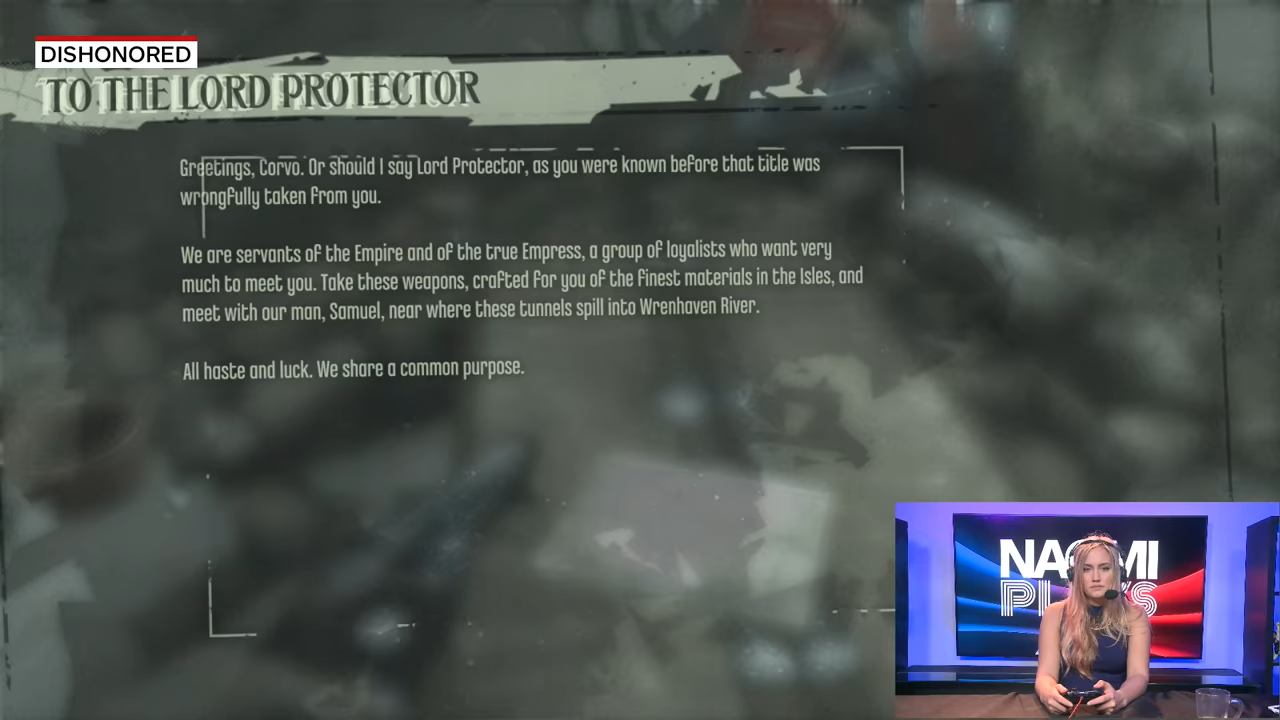 DISHONORED
TO THE LORD PROTECTOR
Greetings, Corvo. Or should I say Lord Protector, as you were known before that title was
wrongfully taken from you.
We are servants of the Empire and of the true Empress, a group of loyalists who want very
much to meet you. Take these weapons, crafted for you of the finest materials in the Isles, and
meet with our man, Samuel, near where these tunnels spill into Wrenhaven River.
All haste and luck. We share a common purpose.